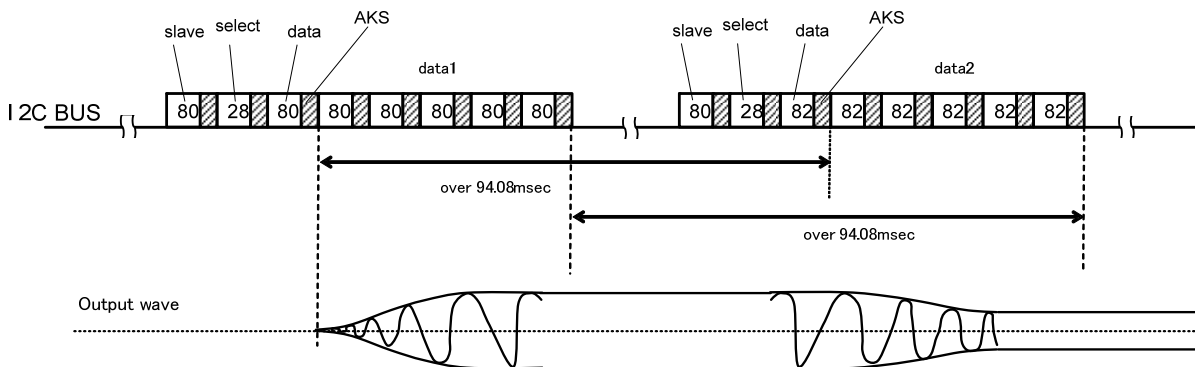 slave select data AKS
slave select data AKS
data1 data2
I2C BUS
80 28 80 80 80 80 80 80
80 28 82 82 82 82 82 82
over 94.08msec
over 94.08msec
Output wave